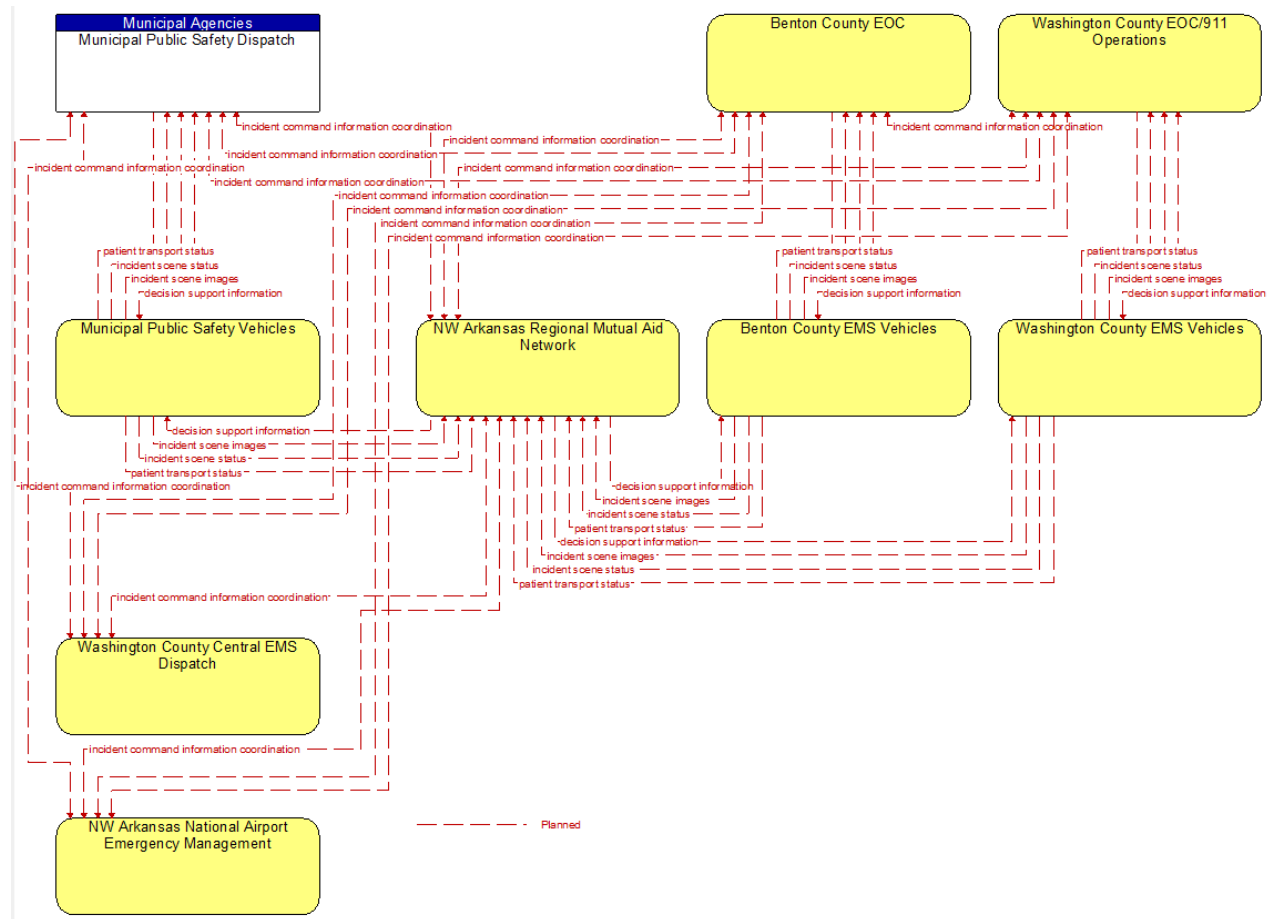 Municipal Agencies
Municipal Public Safety Dispatch
Benton County EOC
Washington County EOC/911
Operations
incident command information coordination
incident command information coordination
incident command information coordination
incident command information coordination
incident command information coordination
incident command information coordination
incident command information coordination
incident command information coordination
incident command information coordination
incident command information coordination
incident command information coordination
patient transport status
incident scene status
incident scene images
decision support information
patient transport status
incident scene status
incident scene images
decision support information
patient transport status
incident scene status
incident scene images
decision support information
Municipal Public Safety Vehicles
NW Arkansas Regional Mutual Aid
Network
Benton County EMS Vehicles
Washington County EMS Vehicles
decision support information
incident scene images
incident scene status
patient transport status
incident command information coordination
decision support information
incident scene images
incident scene status
patient transport status
decision support information
incident scene images
incident scene status
patient transport status
incident command information coordination
Washington County Central EMS
Dispatch
incident command information coordination
NW Arkansas National Airport
Emergency Management
Planned